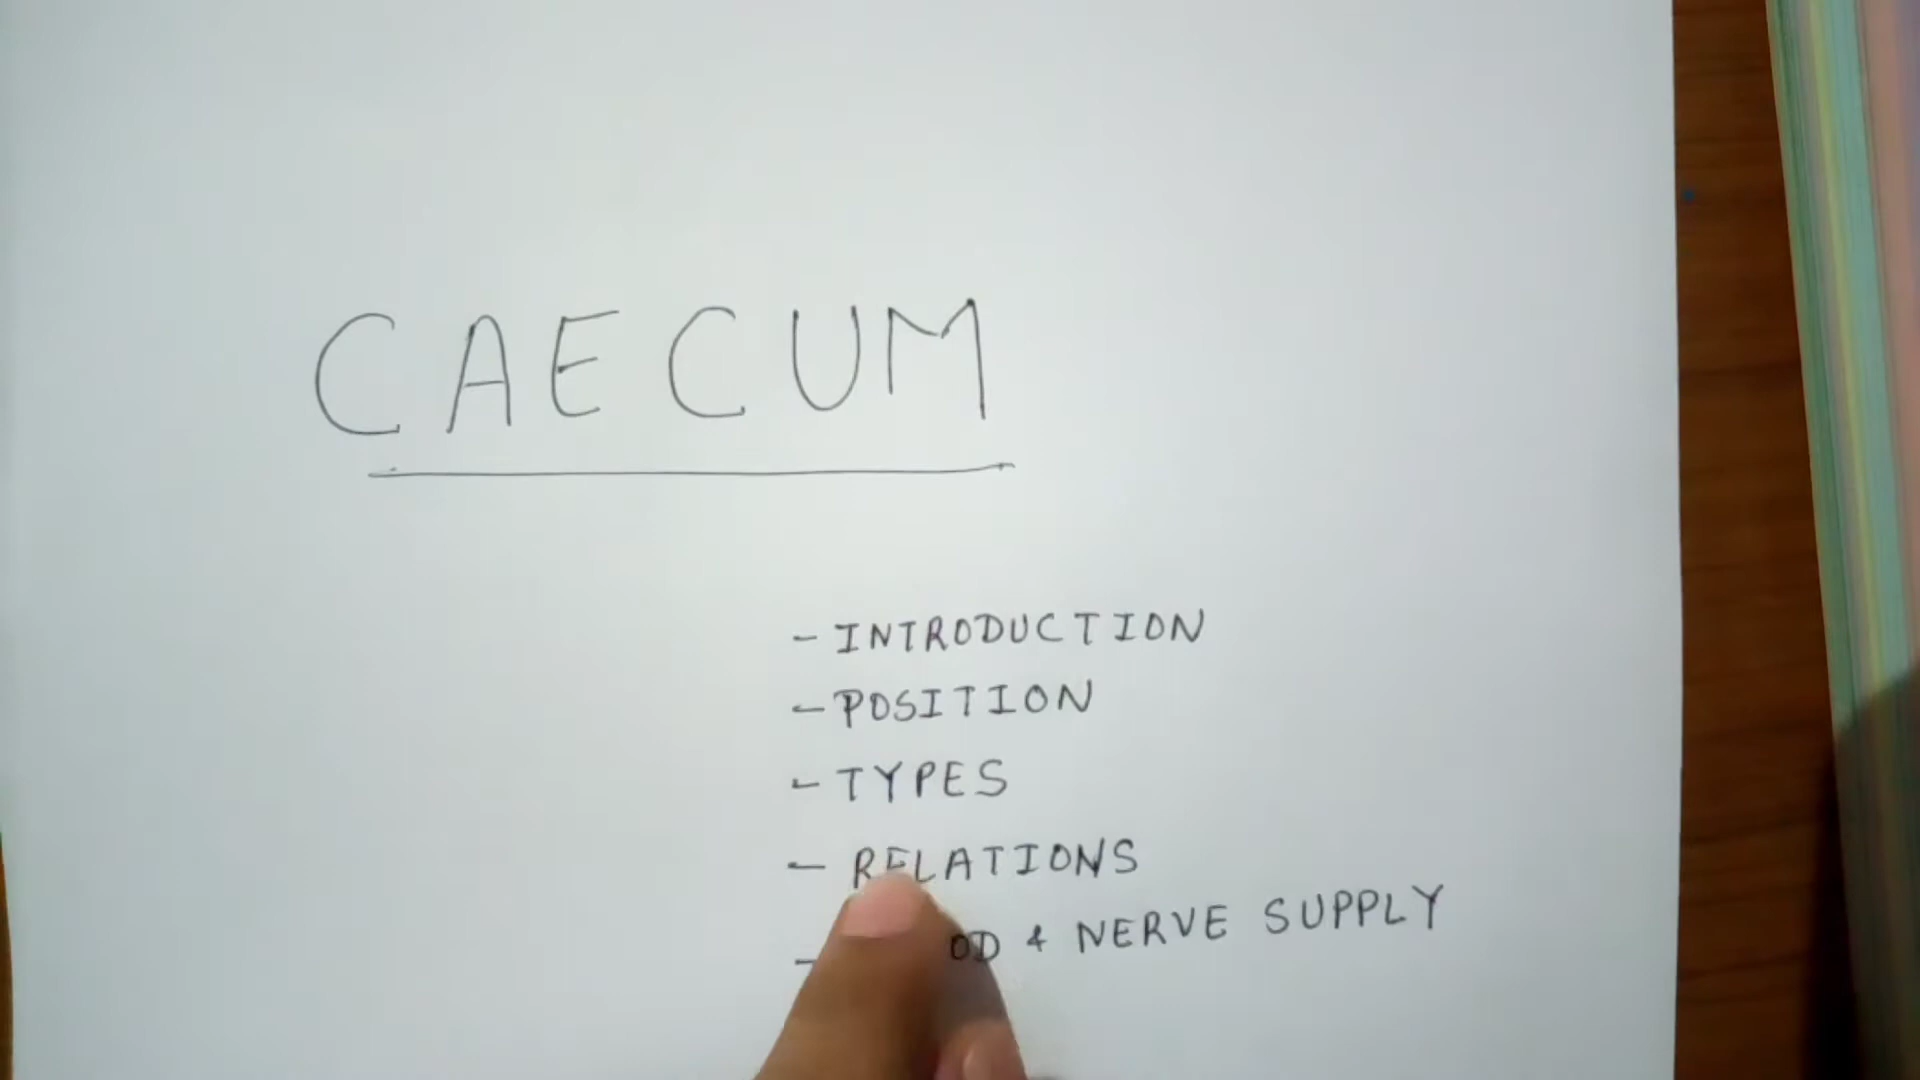 CAECUM
- INTRODUCTION
- POSITION
- TYPES
- RELATIONS
- & NERVE SUPPLY